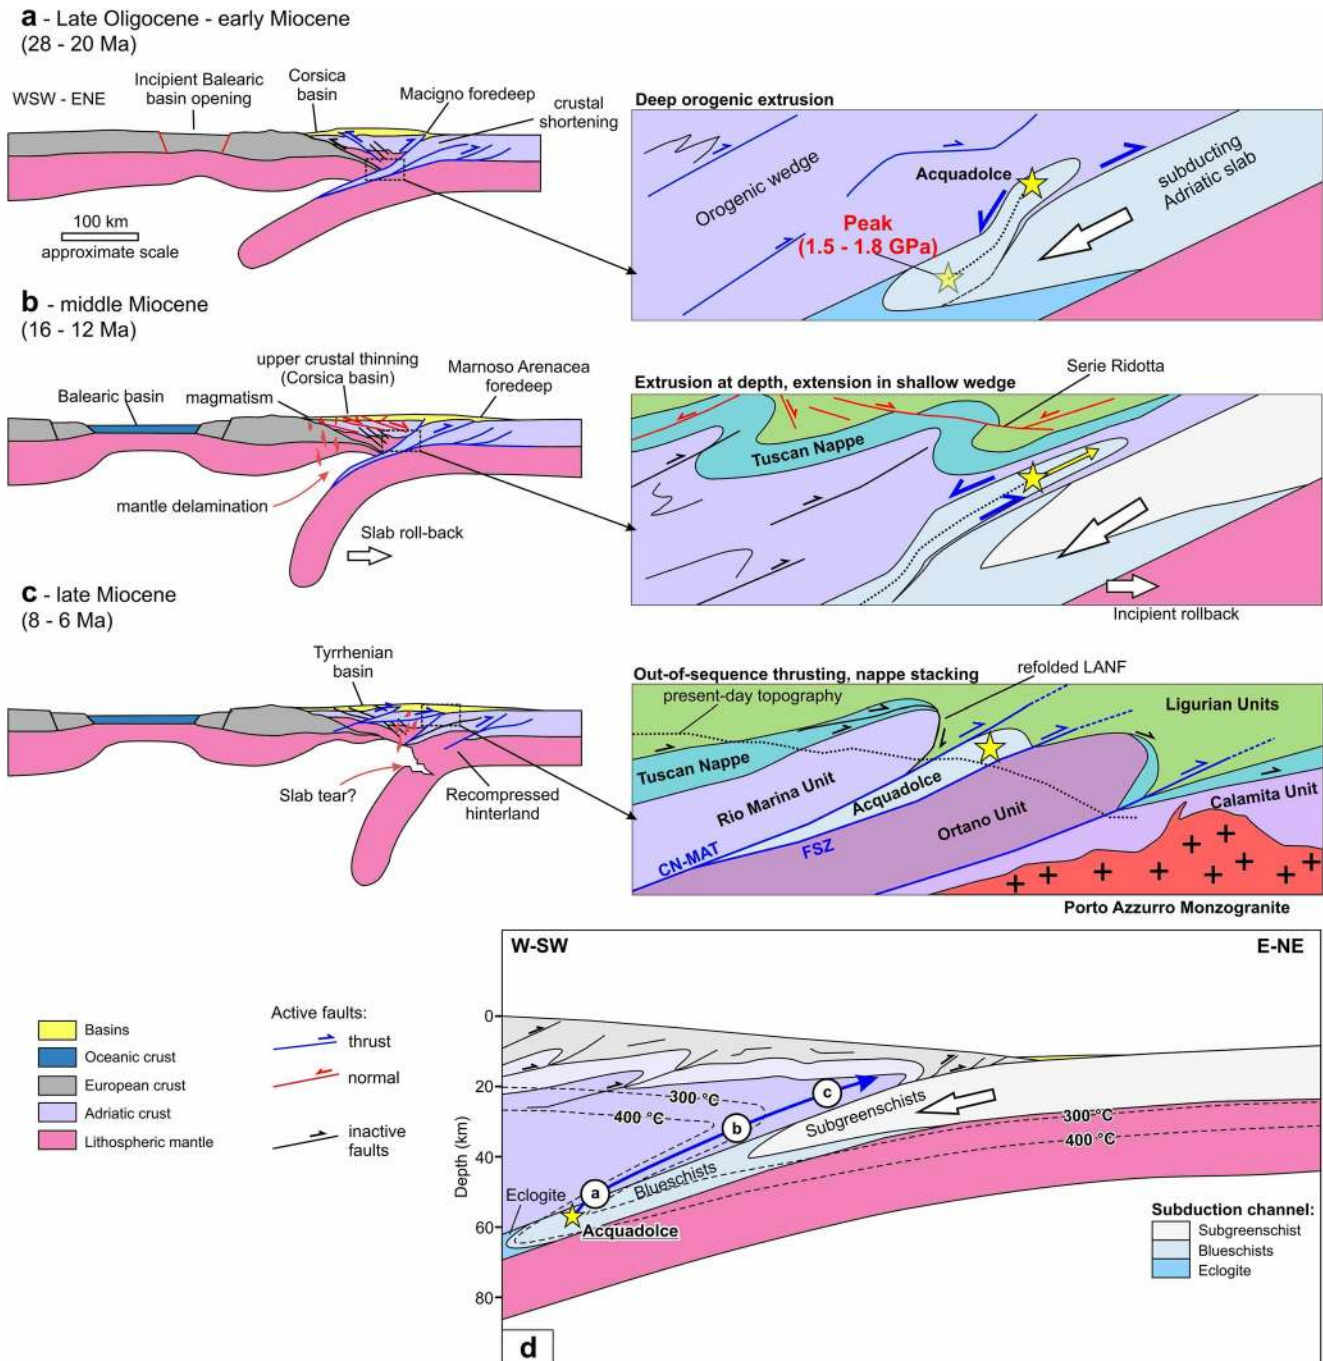 a - Late Oligocene - early Miocene
(28 - 20 Ma)
WSW - ENE
Incipient Balearic
basin opening
Corsica
basin
Macigno foredeep
crustal
shortening
100 km
approximate scale
Deep orogenic extrusion
Orogenic wedge
Acquadolce
subducting
Adriatic slab
Peak
(1.5 - 1.8 GPa)
b - middle Miocene
(16 - 12 Ma)
Balearic basin
magmatism
upper crustal thinning
(Corsica basin)
Marnoso Arenacea
foredeep
mantle delamination
Slab roll-back
Extrusion at depth, extension in shallow wedge
Serie Ridotta
Tuscan Nappe
Incipient rollback
c - late Miocene
(8 - 6 Ma)
Tyrrhenian
basin
Slab tear?
Recompressed
hinterland
Out-of-sequence thrusting, nappe stacking
refolded LANF
present-day topography
Ligurian Units
Tuscan Nappe
Rio Marina Unit
Acquadolce
Ortano Unit
Calamita Unit
CN-MAT
FSZ
Porto Azzurro Monzogranite
Basins
Oceanic crust
European crust
Adriatic crust
Lithospheric mantle
Active faults:
thrust
normal
inactive
faults
W-SW
E-NE
Depth (km)
0
20
40
60
80
300 °C
400 °C
c
b
a
Subgreenschists
300 °C
400 °C
Blueschists
Eclogite
Acquadolce
Subduction channel:
Subgreenschist
Blueschists
Eclogite
d